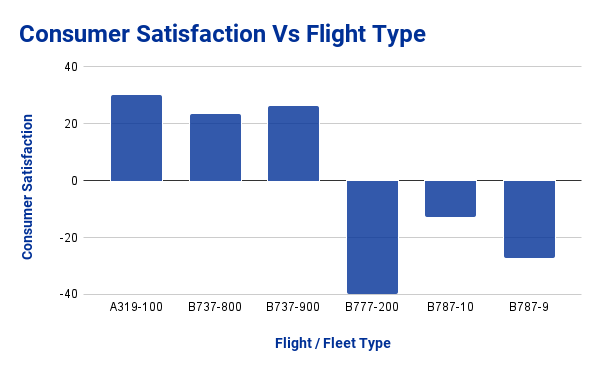 Consumer Satisfaction Vs Flight Type
Consumer Satisfaction
40
20
0
-20
-40
A319-100 B737-800 B737-900 B777-200 B787-10 B787-9
Flight / Fleet Type